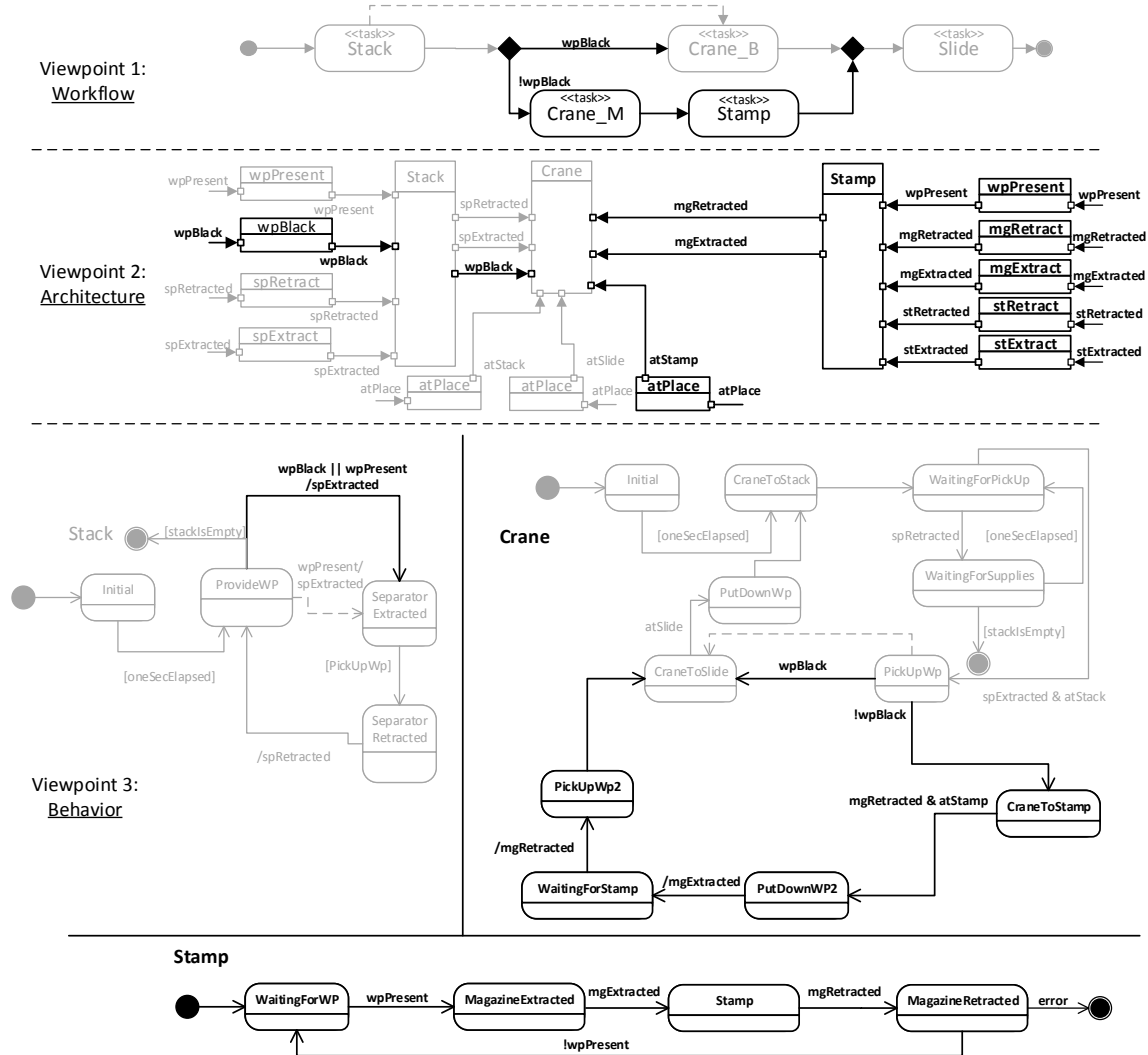 Viewpoint 1:
Workflow
<<task>>
Stack
wpBlack
<<task>>
Crane_B
<<task>>
Slide
!wpBlack
<<task>>
Crane_M
<<task>>
Stamp
Viewpoint 2:
Architecture
wpPresent
wpPresent
wpPresent
wpBlack
wpBlack
wpBlack
spRetracted
spRetract
spRetracted
spExtracted
spExtract
spExtracted
Stack
spRetracted
spExtracted
wpBlack
Crane
mgRetracted
mgExtracted
Stamp
wpPresent
wpPresent
wpPresent
mgRetracted
mgRetract
mgRetracted
mgExtracted
mgExtract
mgExtracted
stRetracted
stRetract
stRetracted
stExtracted
stExtract
stExtracted
atStack
atSlide
atStamp
atPlace
atPlace
atPlace
atPlace
atPlace
atPlace
Viewpoint 3:
Behavior
Stack
wpBlack || wpPresent
/spExtracted
[stackIsEmpty]
Initial
ProvideWP
wpPresent/
spExtracted
Separator
Extracted
[oneSecElapsed]
[PickUpWp]
Separator
Retracted
/spRetracted
Crane
Initial
CraneToStack
WaitingForPickUp
[oneSecElapsed]
spRetracted
[oneSecElapsed]
WaitingForSupplies
PutDownWp
atSlide
[stackIsEmpty]
CraneToSlide
wpBlack
PickUpWp
spExtracted & atStack
!wpBlack
PickUpWp2
mgRetracted & atStamp
CraneToStamp
/mgRetracted
WaitingForStamp
/mgExtracted
PutDownWP2
Stamp
WaitingForWP
wpPresent
MagazineExtracted
mgExtracted
Stamp
mgRetracted
MagazineRetracted
error
!wpPresent